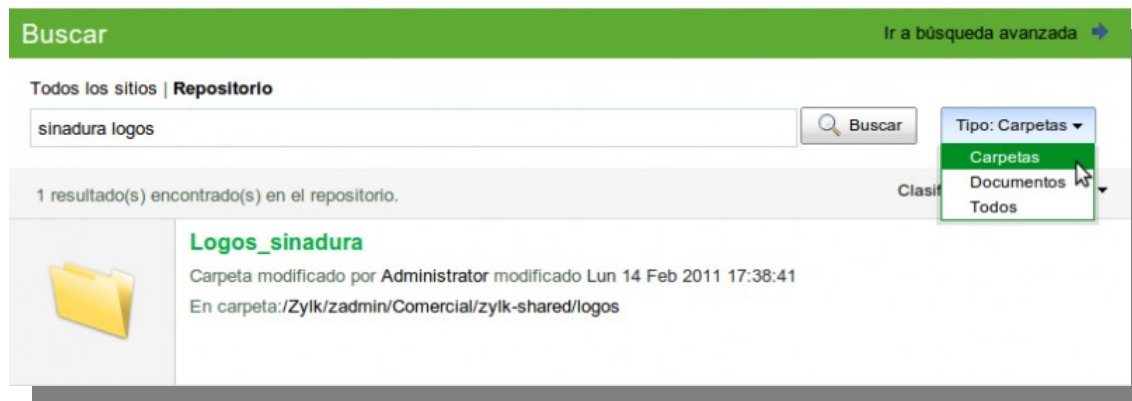 Buscar
Ir a búsqueda avanzada
Todos los sitios | Repositorio
sinadura logos
Buscar
Tipo: Carpetas
Carpetas
Documentos
Todos
1 resultado(s) encontrado(s) en el repositorio.
Logos_sinadura
Carpeta modificado por Administrator modificado Lun 14 Feb 2011 17:38:41
En carpeta:/Zylk/zadmin/Comercial/zylk-shared/logos